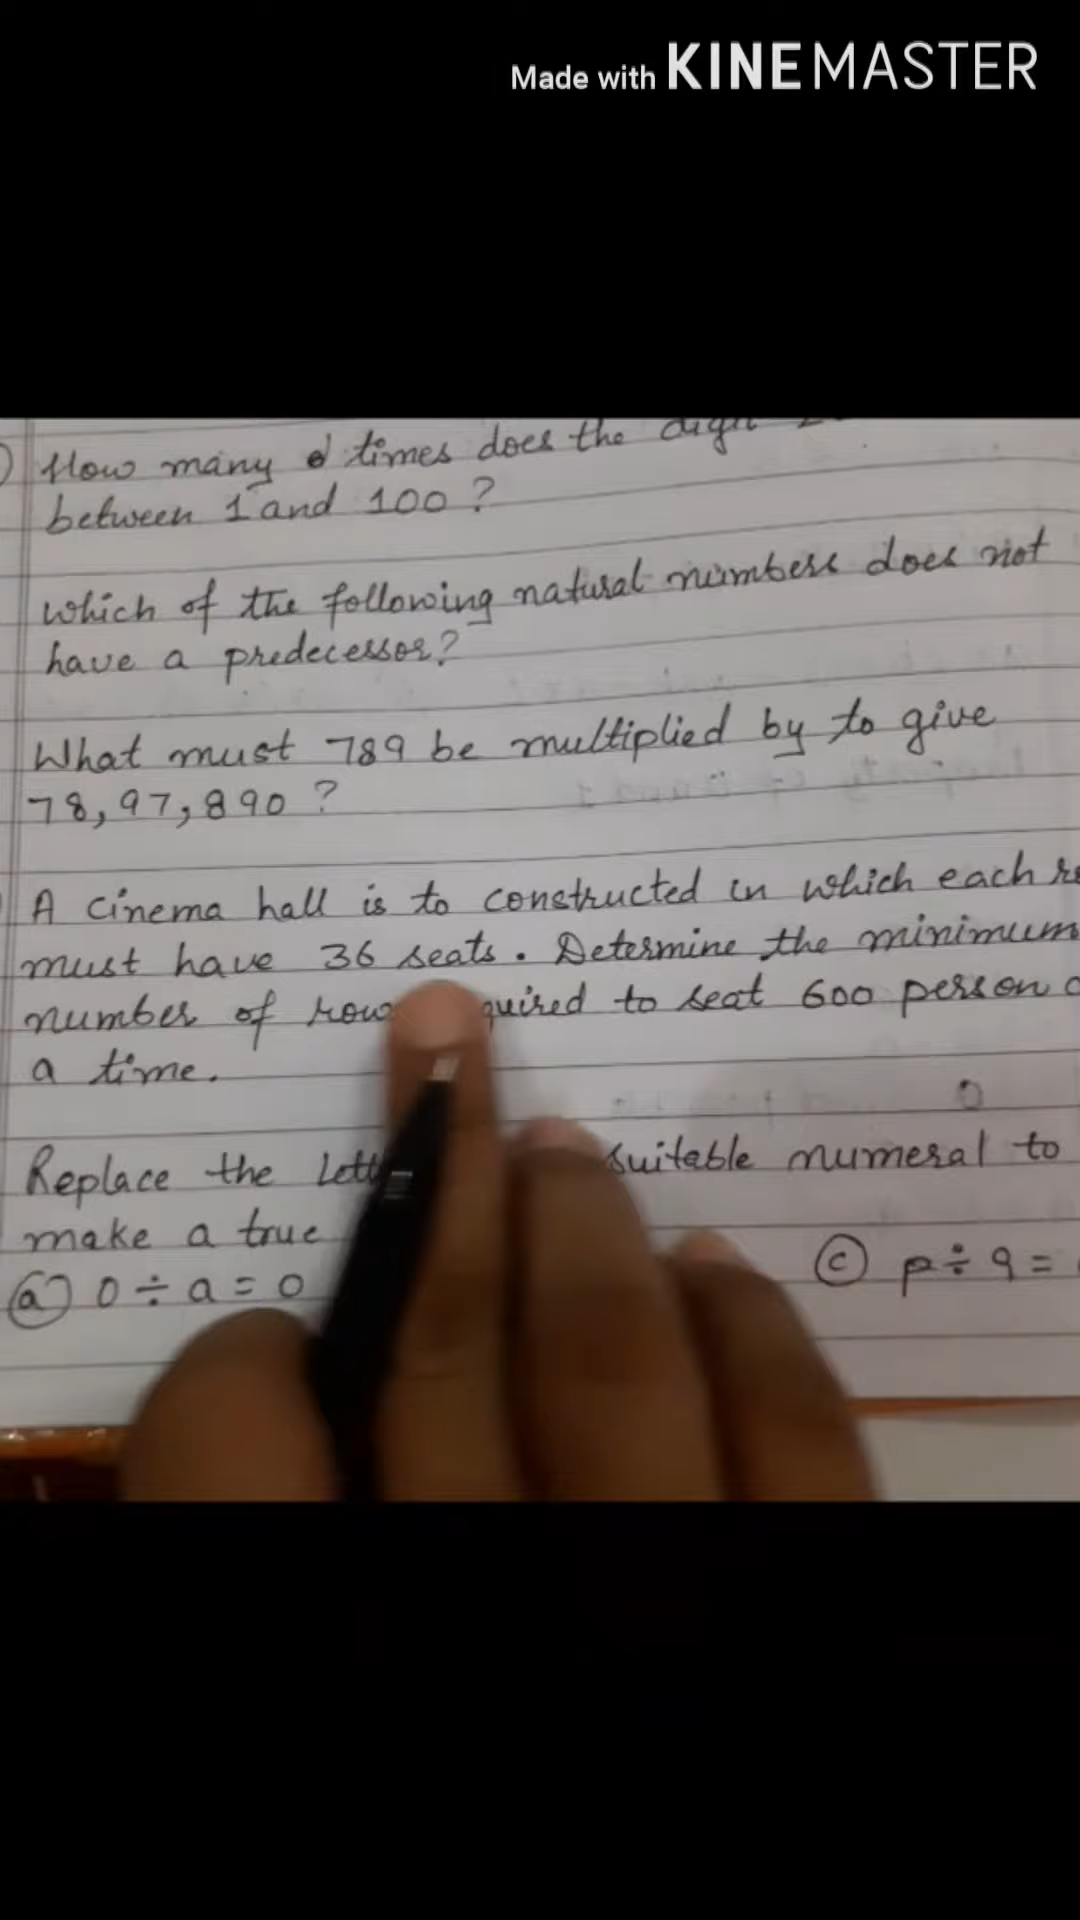 Made with KINEMASTER
How many times does the digit
between 1 and 100 ?
which of the following natural numbers does not
have a predecessor?
What must 789 be multiplied by to give
78,97,890 ?
A cinema hall is to constructed in which each
must have 36 seats. Determine the minimum
number of quired to seat 600 person
a time.
Replace the suitable numeral to
make a true
(a) 0 ÷ a = 0 (c) p ÷ 9 =